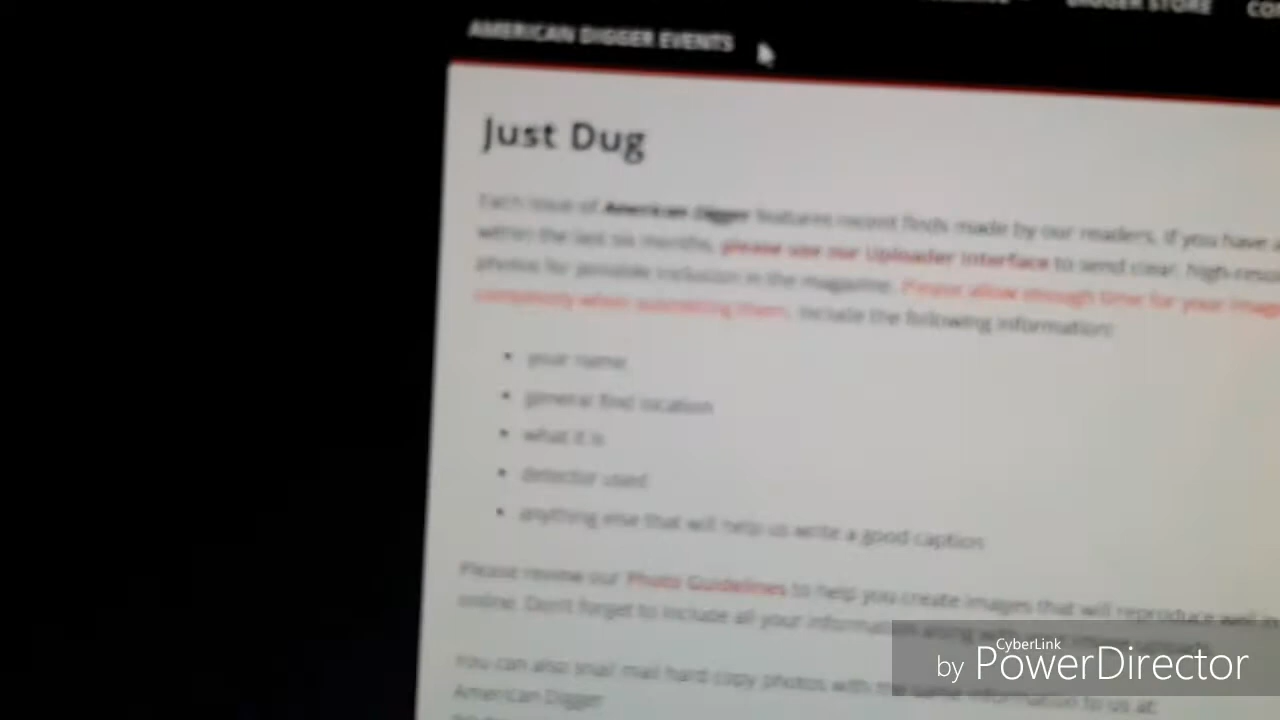 DIGGER STORE
AMERICAN DIGGER EVENTS
Just Dug
Each issue of American Digger features recent finds made by our readers. If you have
within the last six months, please use our Uploader Interface to send clear, high-
photos for possible inclusion in the magazine. Please allow enough time for your
completely when submitting them. Include the following information:
• your name
• general find location
• what it is
• detector used
• anything else that will help us write a good caption
Please review our Photo Guidelines to help you create images that will reproduce well in
online. Don't forget to include all your information along with
You can also snail mail hard copy photos with the same information to us at:
American Digger
CyberLink
by PowerDirector